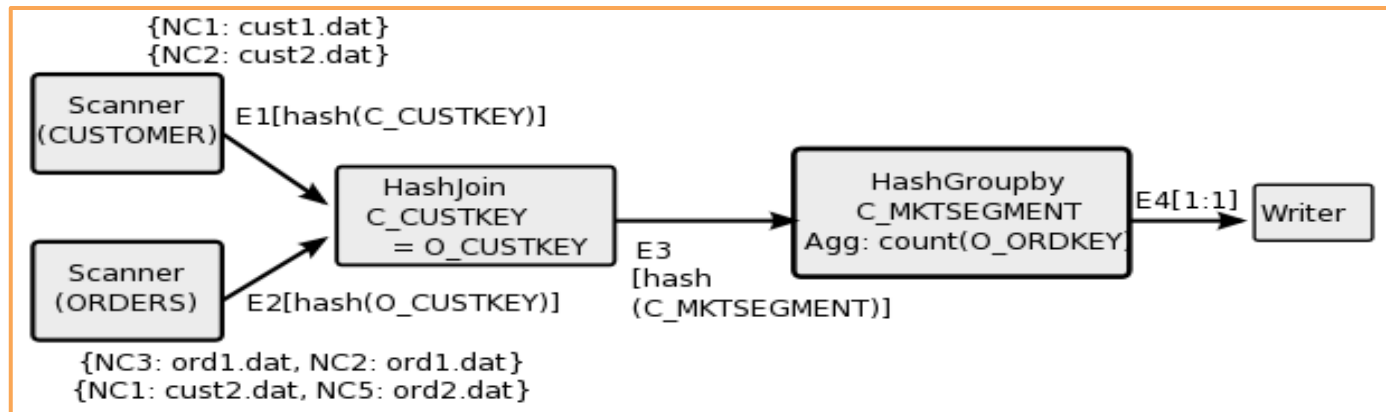 {NC1: cust1.dat}
{NC2: cust2.dat}
Scanner
(CUSTOMER)
E1[hash(C_CUSTKEY)]
HashJoin
C_CUSTKEY
= O_CUSTKEY
Scanner
(ORDERS)
E2[hash(O_CUSTKEY)]
{NC3: ord1.dat, NC2: ord1.dat}
{NC1: cust2.dat, NC5: ord2.dat}
E3
[hash
(C_MKTSEGMENT)]
HashGroupby
C_MKTSEGMENT
Agg: count(O_ORDKEY)
E4[1:1]
Writer